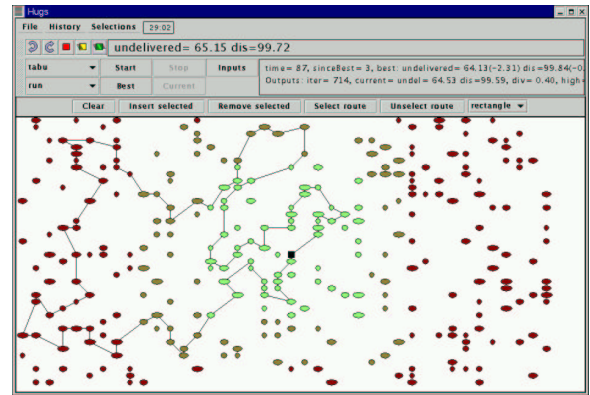 Hugs
File History Selections 29:02
undelivered= 65.15 dis=99.72
tabu Start Stop Inputs
time= 87, sinceBest= 3, best: undelivered= 64.13(-2.31) dis=99.84(-0.
Outputs: iter= 714, current= undel= 64.53 dis=99.59, div= 0.40, high=
run Best Current
Clear Insert selected Remove selected Select route Unselect route rectangle